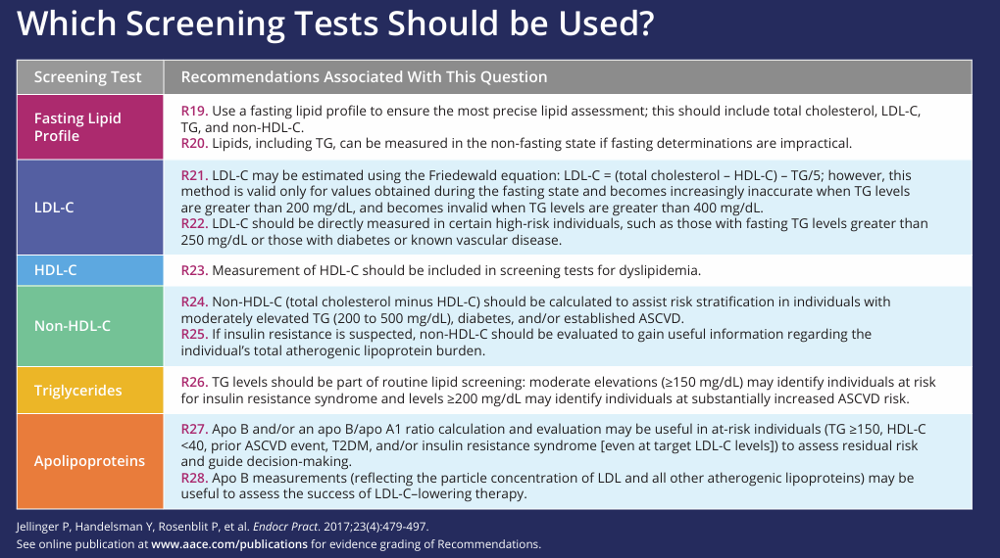 Which Screening Tests Should be Used?
Screening Test
Recommendations Associated With This Question
Fasting Lipid
Profile
R19. Use a fasting lipid profile to ensure the most precise lipid assessment; this should include total cholesterol, LDL-C,
TG, and non-HDL-C.
R20. Lipids, including TG, can be measured in the non-fasting state if fasting determinations are impractical.
LDL-C
R21. LDL-C may be estimated using the Friedewald equation: LDL-C = (total cholesterol – HDL-C) – TG/5; however, this
method is valid only for values obtained during the fasting state and becomes increasingly inaccurate when TG levels
are greater than 200 mg/dL, and becomes invalid when TG levels are greater than 400 mg/dL.
R22. LDL-C should be directly measured in certain high-risk individuals, such as those with fasting TG levels greater than
250 mg/dL or those with diabetes or known vascular disease.
HDL-C
R23. Measurement of HDL-C should be included in screening tests for dyslipidemia.
Non-HDL-C
R24. Non-HDL-C (total cholesterol minus HDL-C) should be calculated to assist risk stratification in individuals with
moderately elevated TG (200 to 500 mg/dL), diabetes, and/or established ASCVD.
R25. If insulin resistance is suspected, non-HDL-C should be evaluated to gain useful information regarding the
individual's total atherogenic lipoprotein burden.
Triglycerides
R26. TG levels should be part of routine lipid screening: moderate elevations (≥150 mg/dL) may identify individuals at risk
for insulin resistance syndrome and levels ≥200 mg/dL may identify individuals at substantially increased ASCVD risk.
Apolipoproteins
R27. Apo B and/or an apo B/apo A1 ratio calculation and evaluation may be useful in at-risk individuals (TG ≥150, HDL-C
<40, prior ASCVD event, T2DM, and/or insulin resistance syndrome [even at target LDL-C levels]) to assess residual risk
and guide decision-making.
R28. Apo B measurements (reflecting the particle concentration of LDL and all other atherogenic lipoproteins) may be
useful to assess the success of LDL-C–lowering therapy.
Jellinger P, Handelsman Y, Rosenblit P, et al. Endocr Pract. 2017;23(4):479-497.
See online publication at www.aace.com/publications for evidence grading of Recommendations.